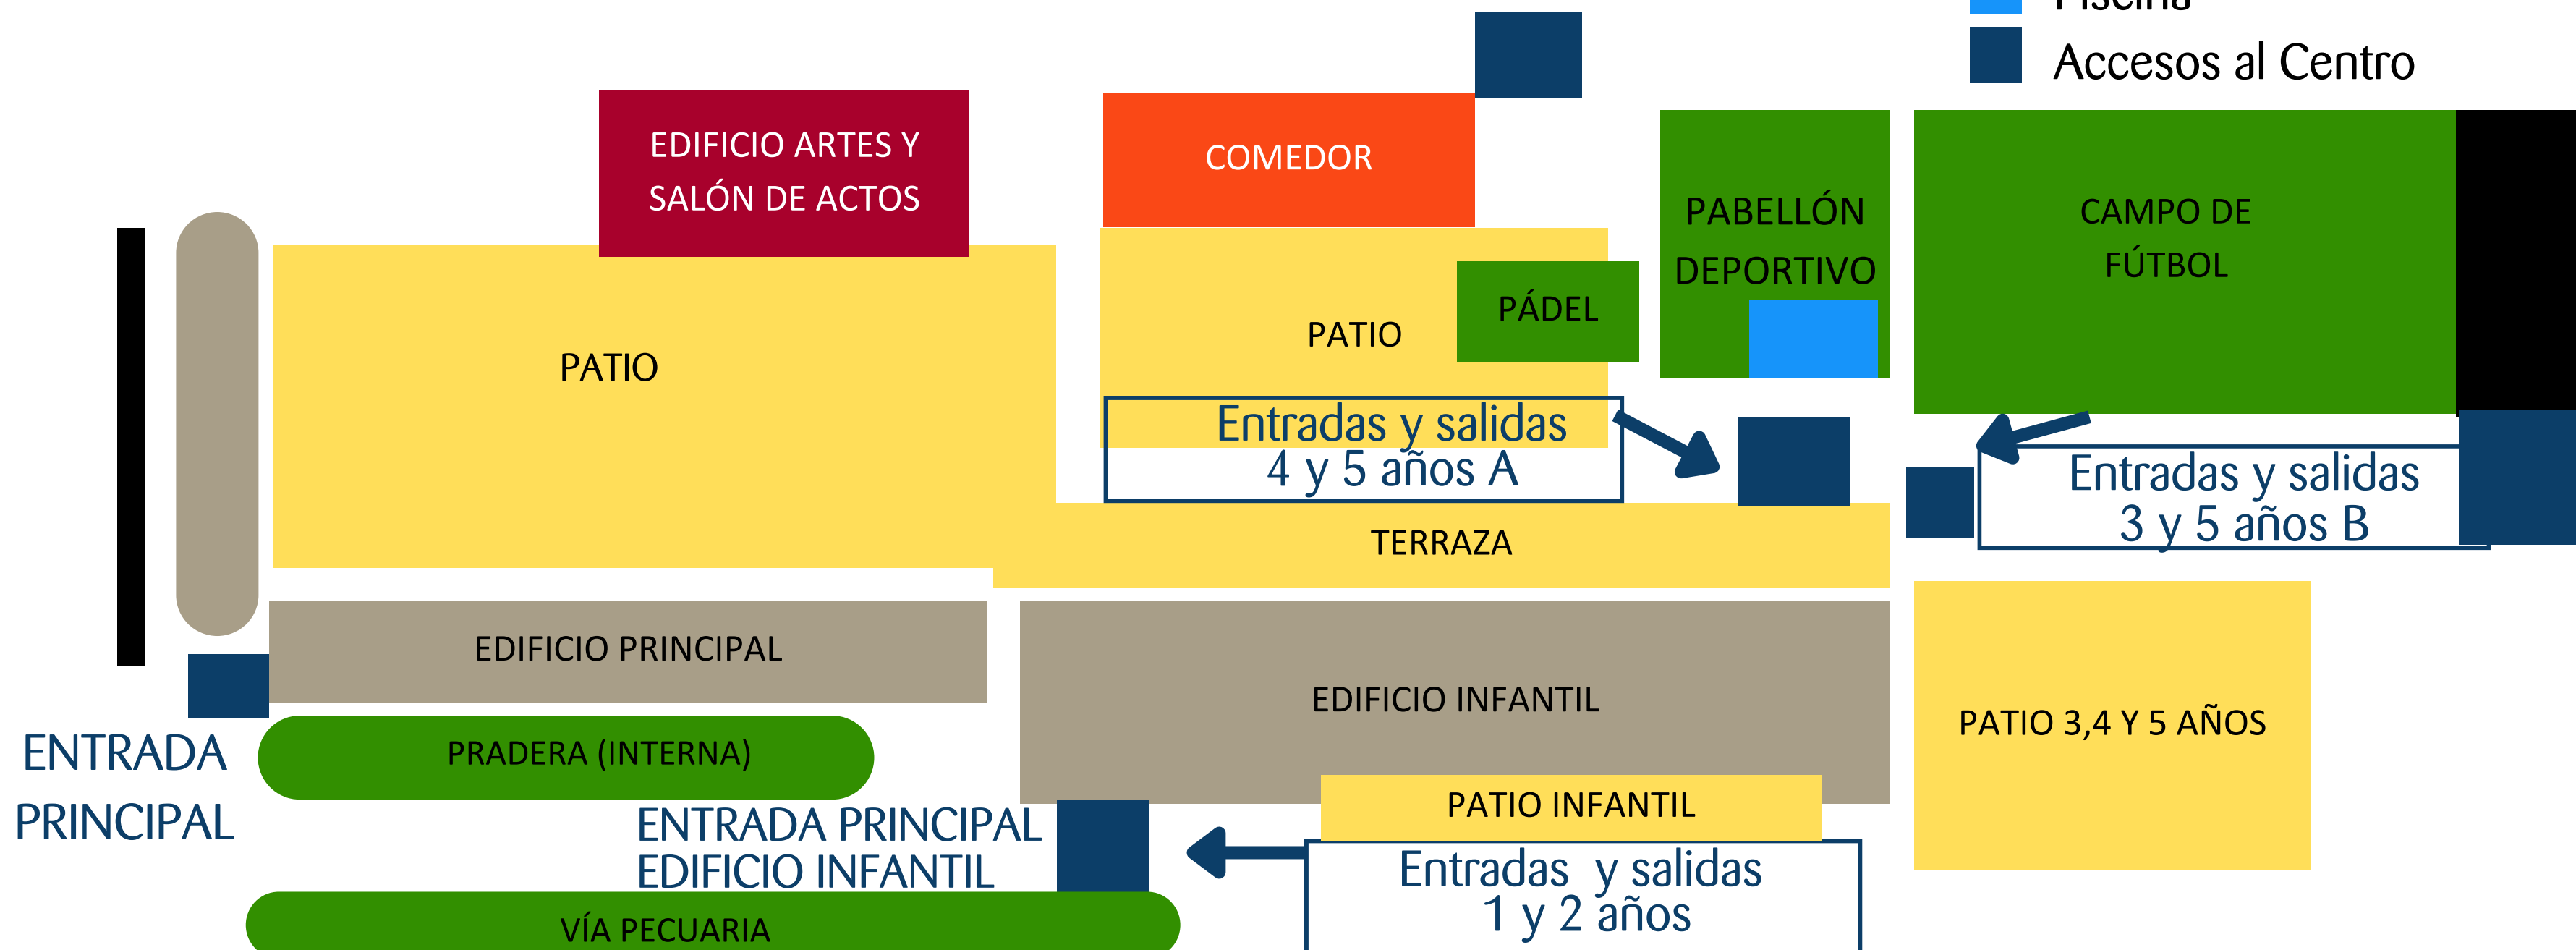 Piscina
Accesos al Centro
EDIFICIO ARTES Y
SALÓN DE ACTOS
COMEDOR
PABELLÓN
DEPORTIVO
CAMPO DE
FÚTBOL
PÁDEL
PATIO
PATIO
Entradas y salidas
4 y 5 años A
Entradas y salidas
3 y 5 años B
TERRAZA
EDIFICIO PRINCIPAL
EDIFICIO INFANTIL
PATIO 3,4 Y 5 AÑOS
ENTRADA
PRINCIPAL
PRADERA (INTERNA)
PATIO INFANTIL
ENTRADA PRINCIPAL
EDIFICIO INFANTIL
Entradas y salidas
1 y 2 años
VÍA PECUARIA